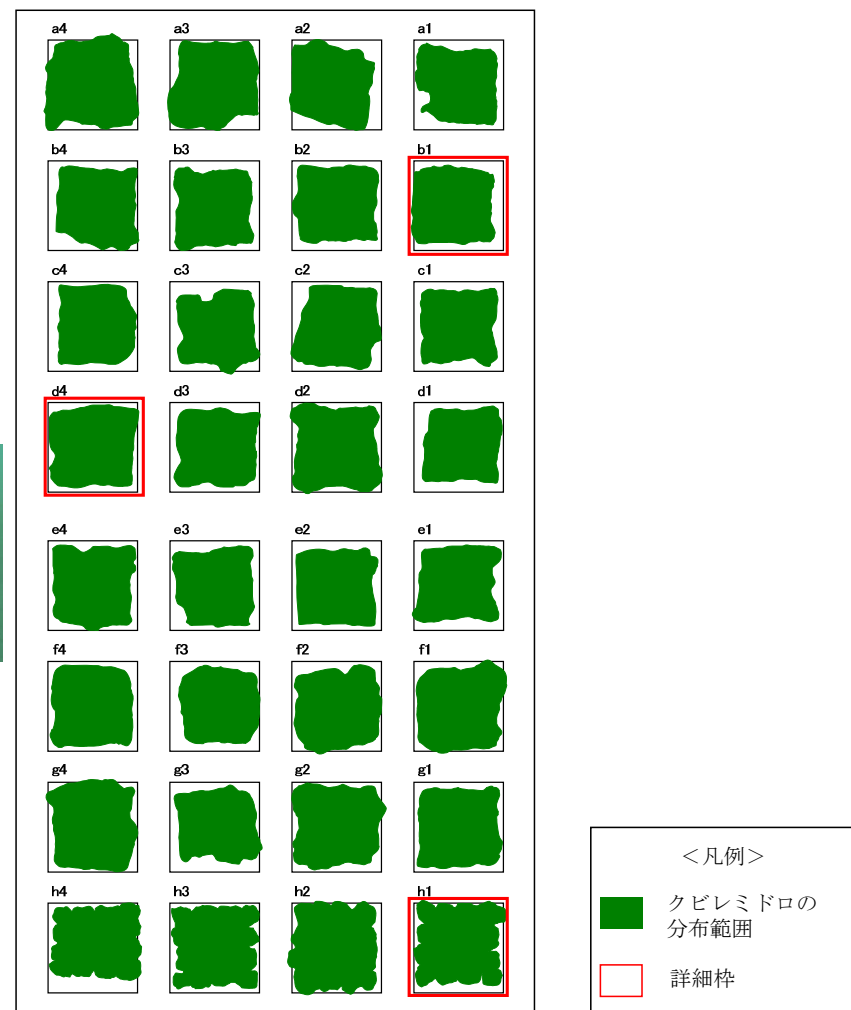 a4 a3 a2 a1
b4 b3 b2 b1
c4 c3 c2 c1
d4 d3 d2 d1
e4 e3 e2 e1
f4 f3 f2 f1
g4 g3 g2 g1
h4 h3 h2 h1
＜凡例＞
クビレミドロの
分布範囲
詳細枠